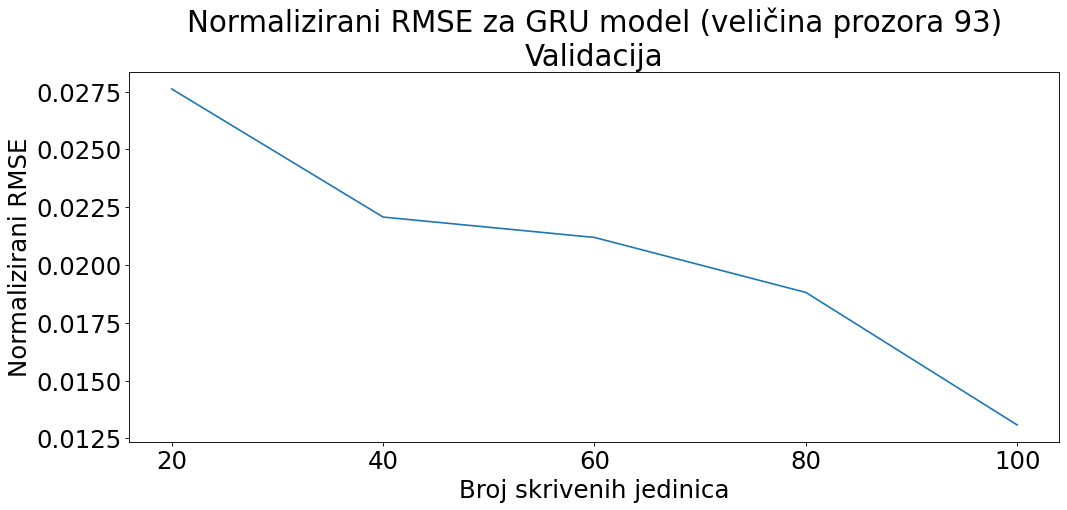 Normalizirani RMSE za GRU model (veličina prozora 93)
Validacija
Normalizirani RMSE
0.0275
0.0250
0.0225
0.0200
0.0175
0.0150
0.0125
20 40 60 80 100
Broj skrivenih jedinica